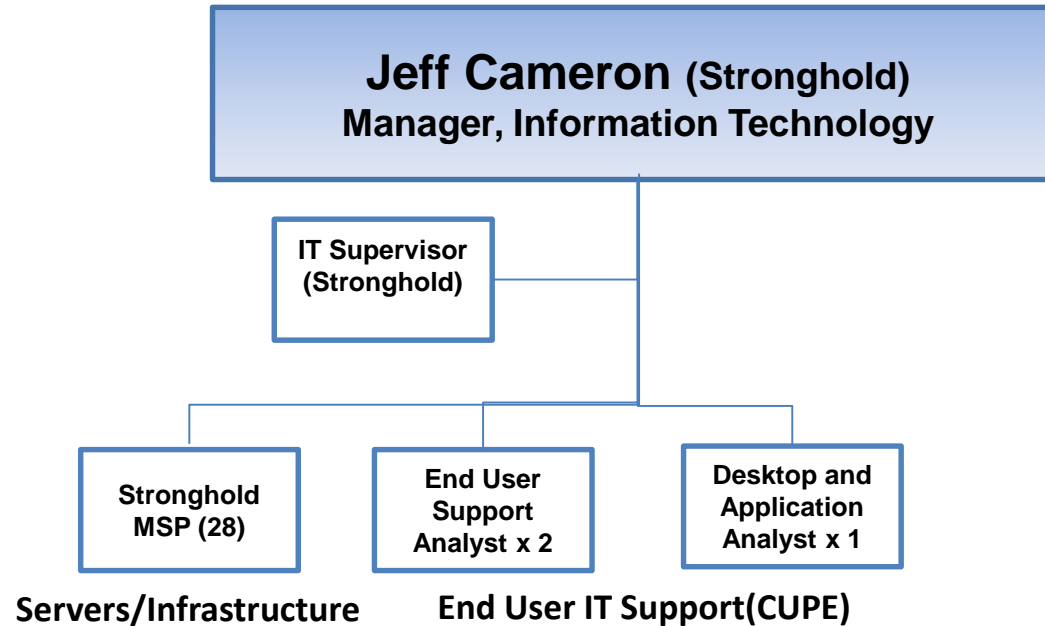 Jeff Cameron (Stronghold)
Manager, Information Technology
IT Supervisor
(Stronghold)
Stronghold
MSP (28)
End User
Support
Analyst x 2
Desktop and
Application
Analyst x 1
Servers/Infrastructure
End User IT Support(CUPE)